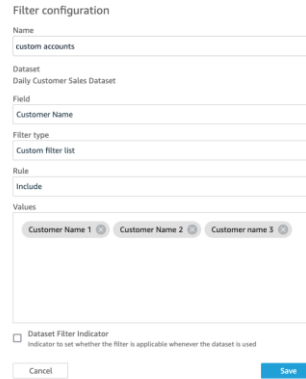 Filter configuration
Name
custom accounts
Dataset
Daily Customer Sales Dataset
Field
Customer Name
Filter type
Custom filter list
Rule
Include
Values
Customer Name 1 Customer Name 2 Customer name 3
Dataset Filter Indicator
Indicator to set whether the filter is applicable whenever the dataset is used
Cancel Save